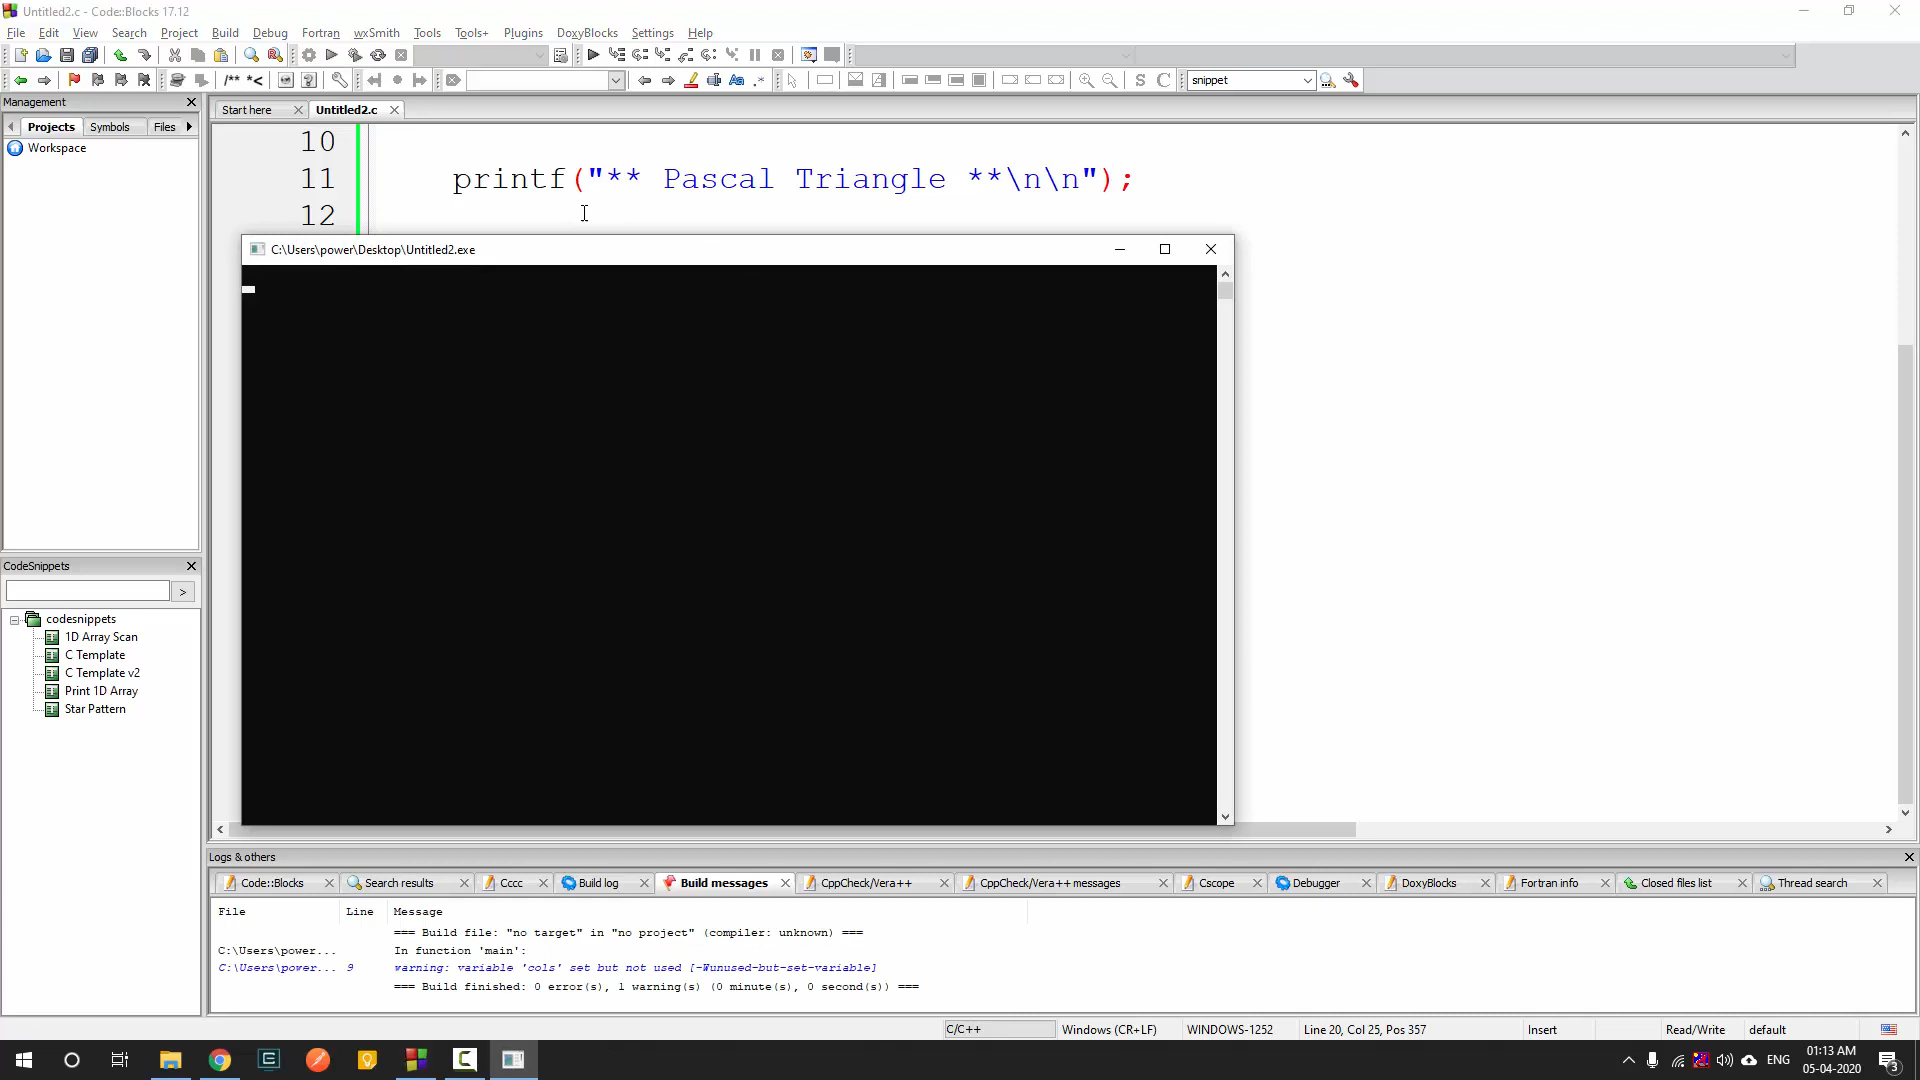 Untitled2.c - Code::Blocks 17.12
File Edit View Search Project Build Debug Fortran wxSmith Tools Tools+ Plugins DoxyBlocks Settings Help
/** *< snippet
Management
Start here Untitled2.c
Projects Symbols Files
Workspace
10
11 printf("** Pascal Triangle **\n\n");
12
C:\Users\power\Desktop\Untitled2.exe
CodeSnippets
>
codesnippets
1D Array Scan
C Template
C Template v2
Print 1D Array
Star Pattern
Logs & others
Code::Blocks Search results Cccc Build log Build messages CppCheck/Vera++ CppCheck/Vera++ messages Cscope Debugger DoxyBlocks Fortran info Closed files list Thread search
File Line Message
=== Build file: "no target" in "no project" (compiler: unknown) ===
C:\Users\power... In function 'main':
C:\Users\power... 9 warning: variable 'cols' set but not used [-Wunused-but-set-variable]
=== Build finished: 0 error(s), 1 warning(s) (0 minute(s), 0 second(s)) ===
C/C++ Windows (CR+LF) WINDOWS-1252 Line 20, Col 25, Pos 357 Insert Read/Write default
ENG 01:13 AM
05-04-2020
3